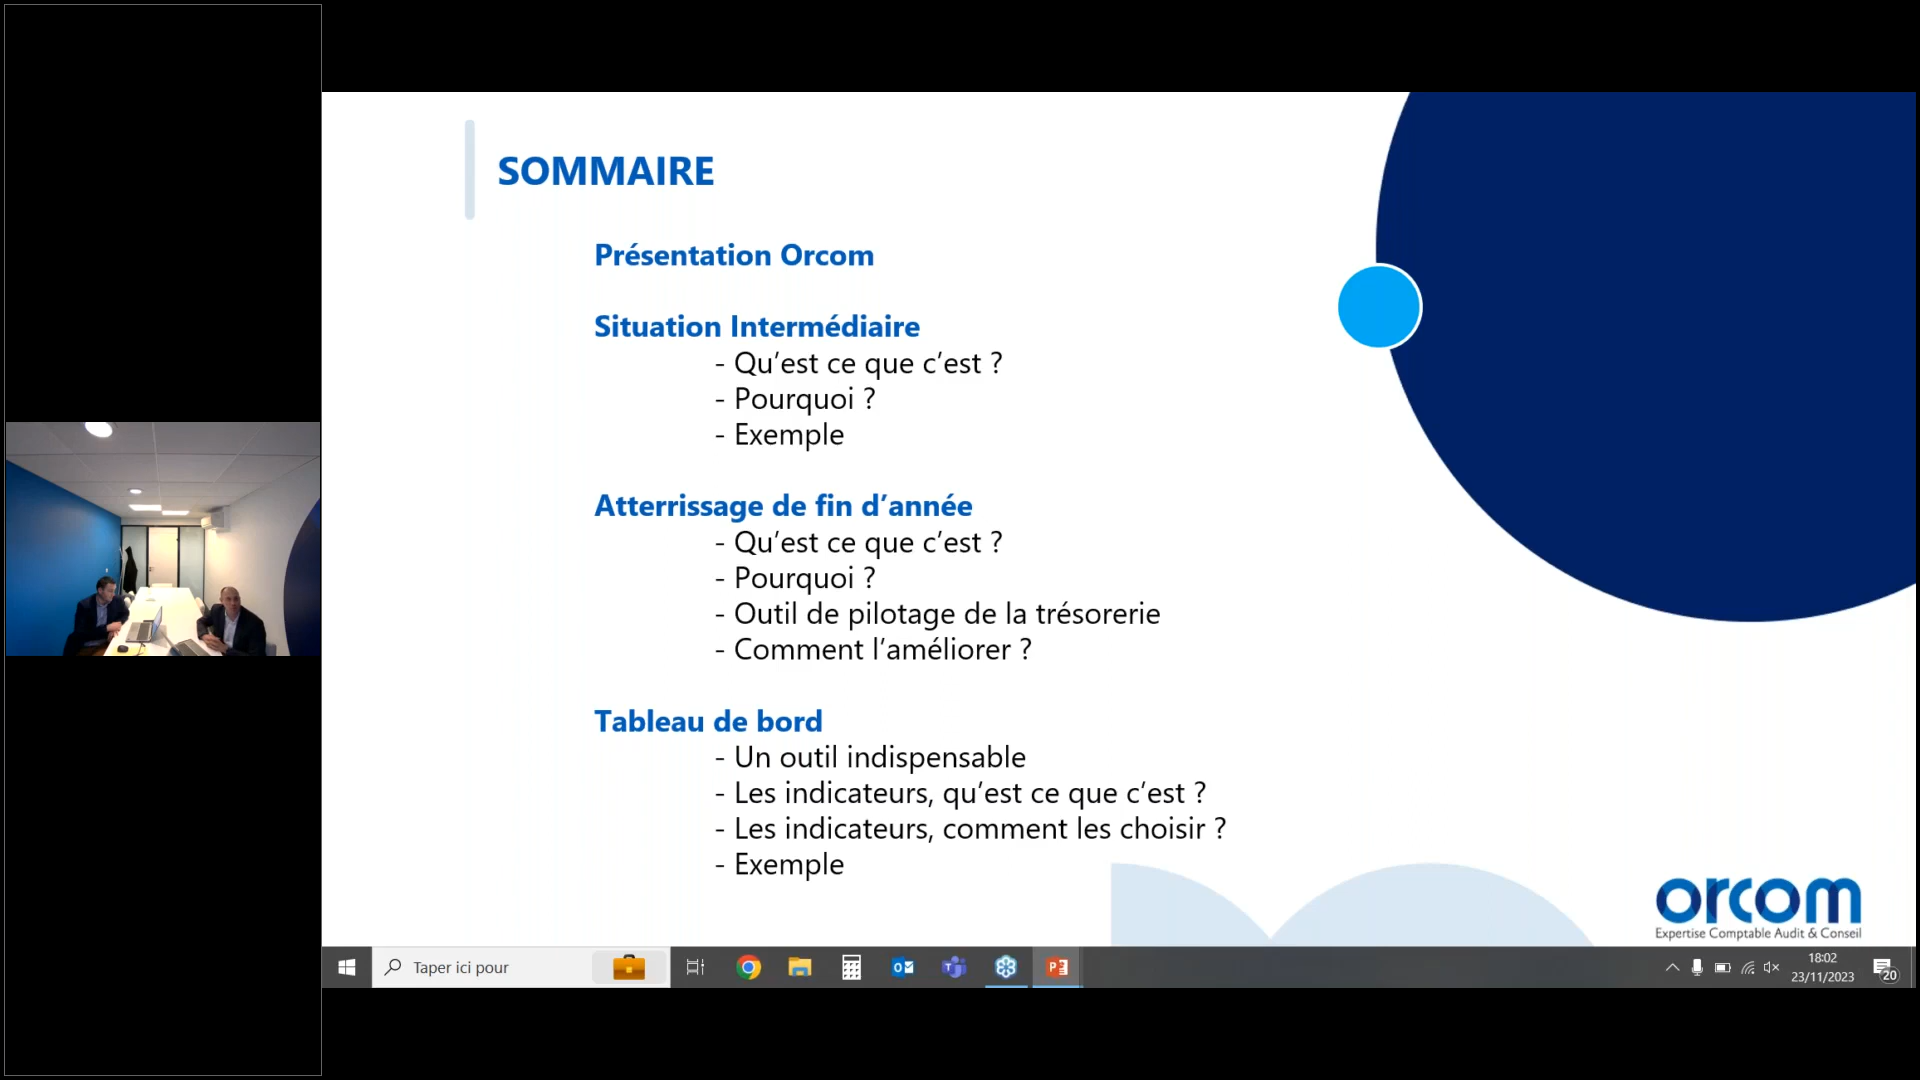 SOMMAIRE
Présentation Orcom
Situation Intermédiaire
- Qu’est ce que c’est ?
- Pourquoi ?
- Exemple
Atterrissage de fin d’année
- Qu’est ce que c’est ?
- Pourquoi ?
- Outil de pilotage de la trésorerie
- Comment l’améliorer ?
Tableau de bord
- Un outil indispensable
- Les indicateurs, qu’est ce que c’est ?
- Les indicateurs, comment les choisir ?
- Exemple
orcom
Expertise Comptable Audit & Conseil
Taper ici pour
18:02
23/11/2023
20